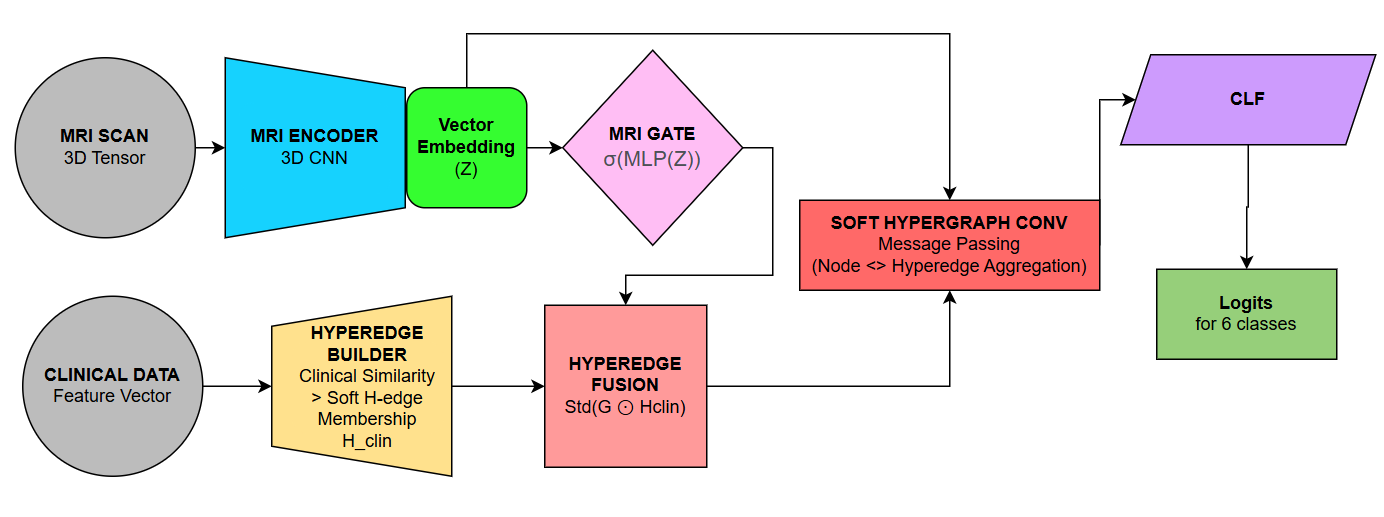 MRI SCAN
3D Tensor
MRI ENCODER
3D CNN
Vector
Embedding
(Z)
MRI GATE
σ(MLP(Z))
CLF
SOFT HYPERGRAPH CONV
Message Passing
(Node <> Hyperedge Aggregation)
Logits
for 6 classes
CLINICAL DATA
Feature Vector
HYPEREDGE
BUILDER
Clinical Similarity
> Soft H-edge
Membership
H_clin
HYPEREDGE
FUSION
Std(G ⊙ Hclin)